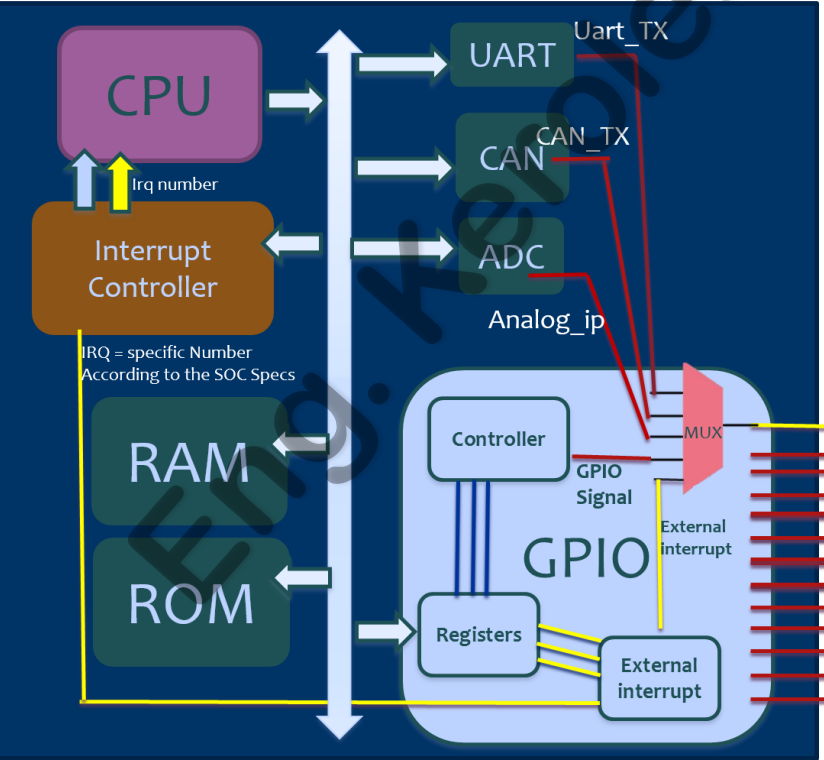 CPU
Irq number
Interrupt
Controller
IRQ = specific Number
According to the SOC Specs
RAM
ROM
UART
Uart_TX
CAN
CAN_TX
ADC
Analog_ip
Controller
MUX
GPIO
Signal
External
interrupt
GPIO
Registers
External
interrupt
Eng.